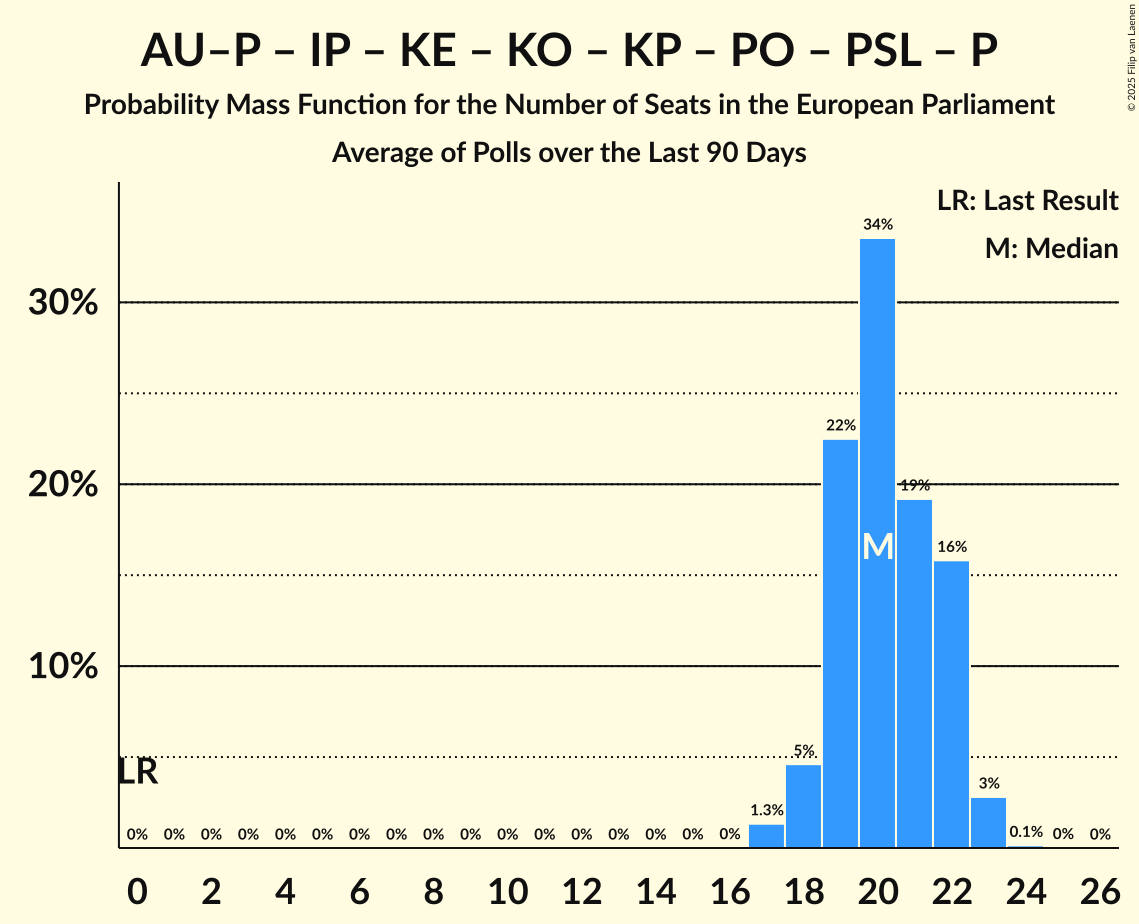 AU–P – IP – KE – KO – KP – PO – PSL – P
Probability Mass Function for the Number of Seats in the European Parliament
Average of Polls over the Last 90 Days
© 2025 Filip van Laenen
LR: Last Result
M: Median
34%
30%
22%
20%
19%
M
16%
10%
5%
LR
3%
1.3%
0% 0% 0% 0% 0% 0% 0% 0% 0% 0% 0% 0% 0% 0% 0% 0% 0% 0.1% 0% 0%
0 2 4 6 8 10 12 14 16 18 20 22 24 26